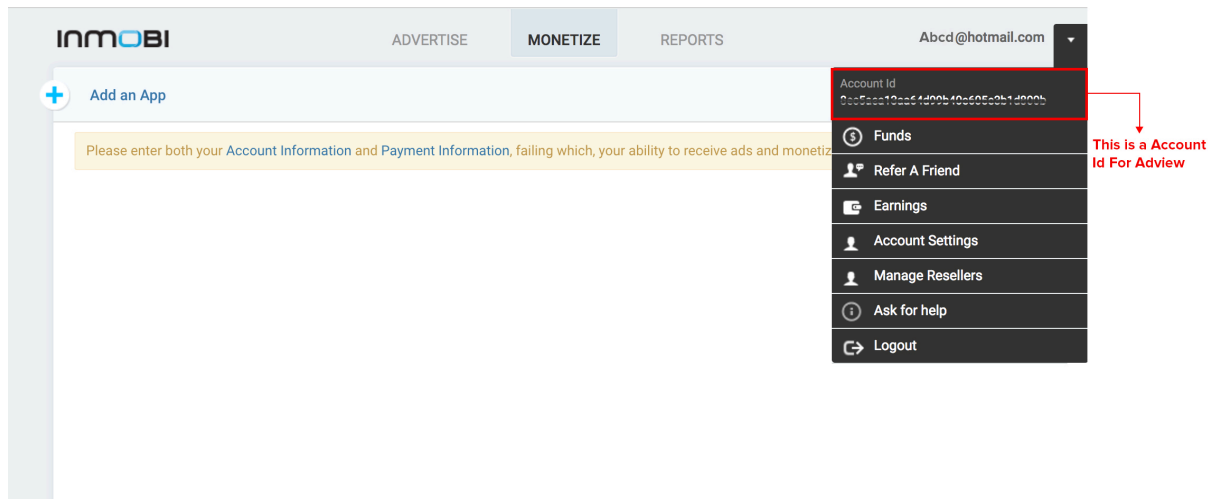 INMOBI
ADVERTISE
MONETIZE
REPORTS
Abcd@hotmail.com
Add an App
Account Id
Please enter both your Account Information and Payment Information, failing which, your ability to receive ads and monetiz
Funds
Refer A Friend
Earnings
Account Settings
Manage Resellers
Ask for help
Logout
This is a Account
Id For Adview